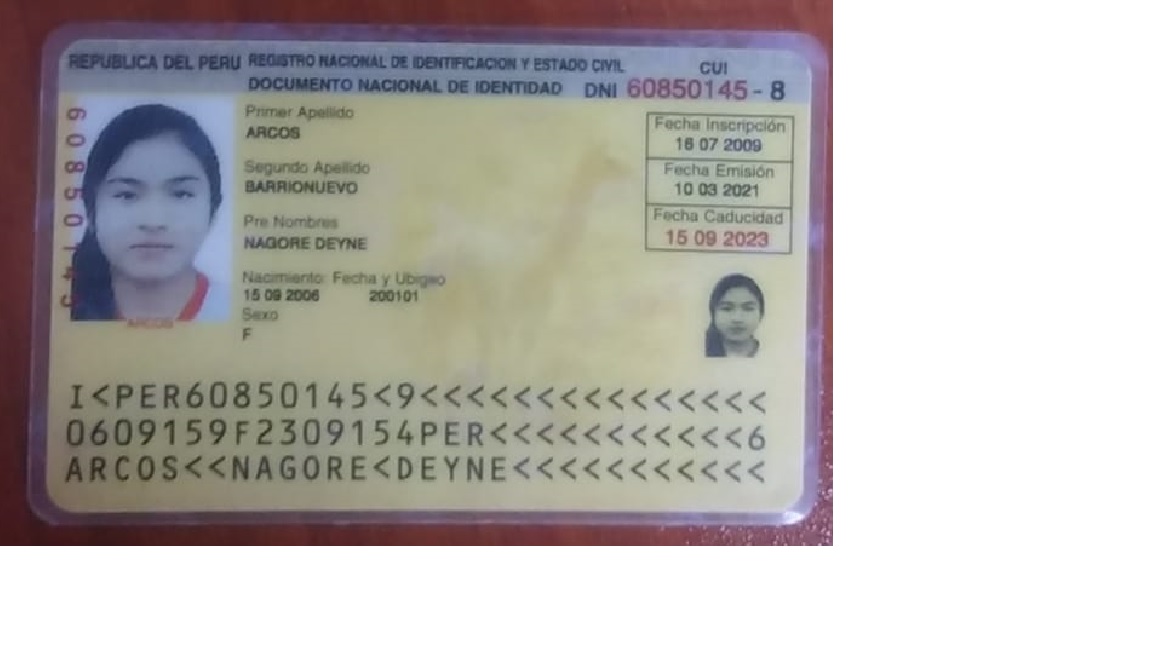 REPUBLICA DEL PERU REGISTRO NACIONAL DE IDENTIFICACION Y ESTADO CIVIL
CUI
DOCUMENTO NACIONAL DE IDENTIDAD DNI 60850145 - 8
60850145
Primer Apellido
ARCOS
Segundo Apellido
BARRIONUEVO
Pre Nombres
NAGORE DEYNE
Nacimiento: Fecha y Ubigeo
15 09 2006 200101
Sexo
F
ARCOS
Fecha Inscripción
16 07 2009
Fecha Emisión
10 03 2021
Fecha Caducidad
15 09 2023
I<PER60850145<9<<<<<<<<<<<<<<<
0609159F2309154PER<<<<<<<<<<<6
ARCOS<<NAGORE<DEYNE<<<<<<<<<<<